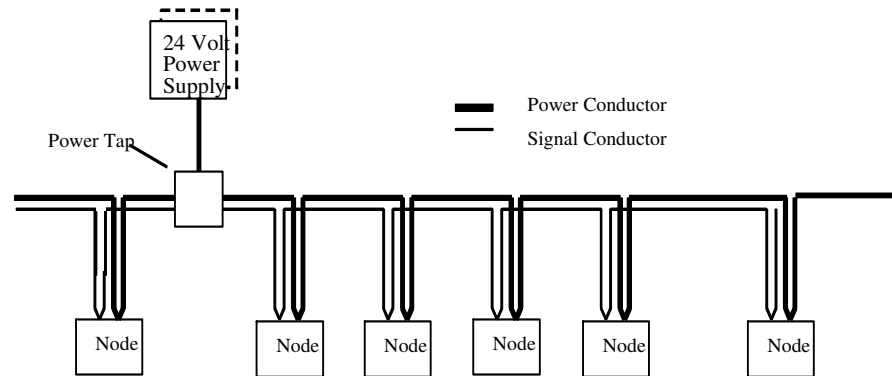 24 Volt
Power
Supply
Power Conductor
Signal Conductor
Power Tap
Node
Node
Node
Node
Node
Node